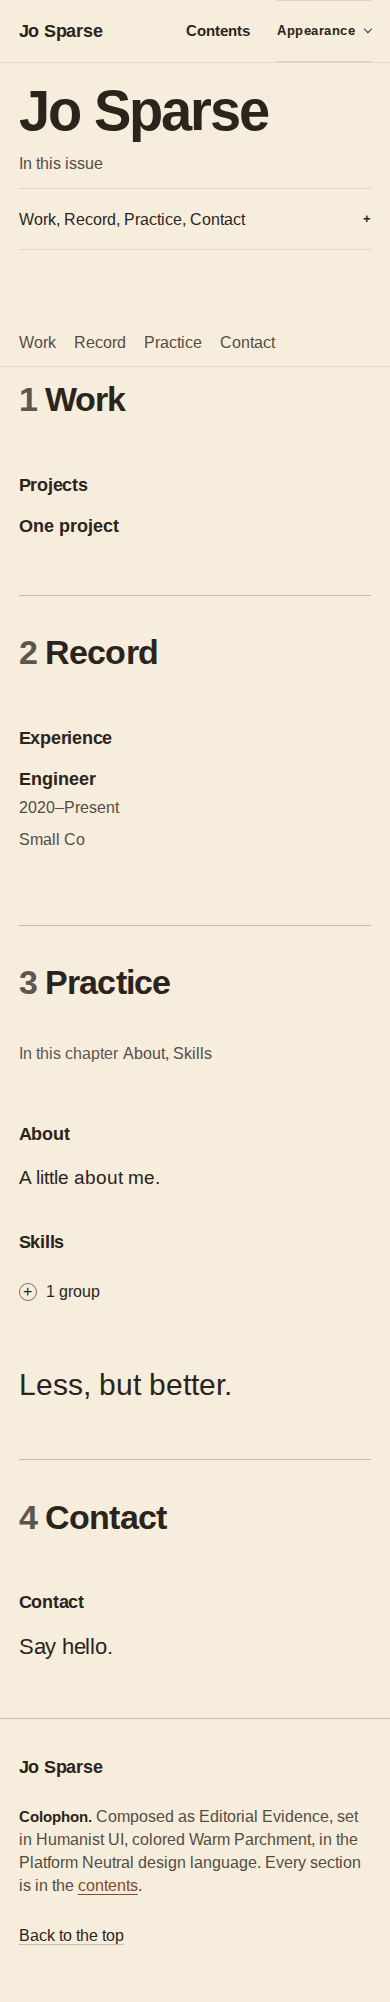 Jo Sparse Contents Appearance
Jo Sparse
In this issue
Work, Record, Practice, Contact +
Work Record Practice Contact
1 Work
Projects
One project
2 Record
Experience
Engineer
2020–Present
Small Co
3 Practice
In this chapter About, Skills
About
A little about me.
Skills
1 group
Less, but better.
4 Contact
Contact
Say hello.
Jo Sparse
Colophon. Composed as Editorial Evidence, set
in Humanist UI, colored Warm Parchment, in the
Platform Neutral design language. Every section
is in the contents.
Back to the top